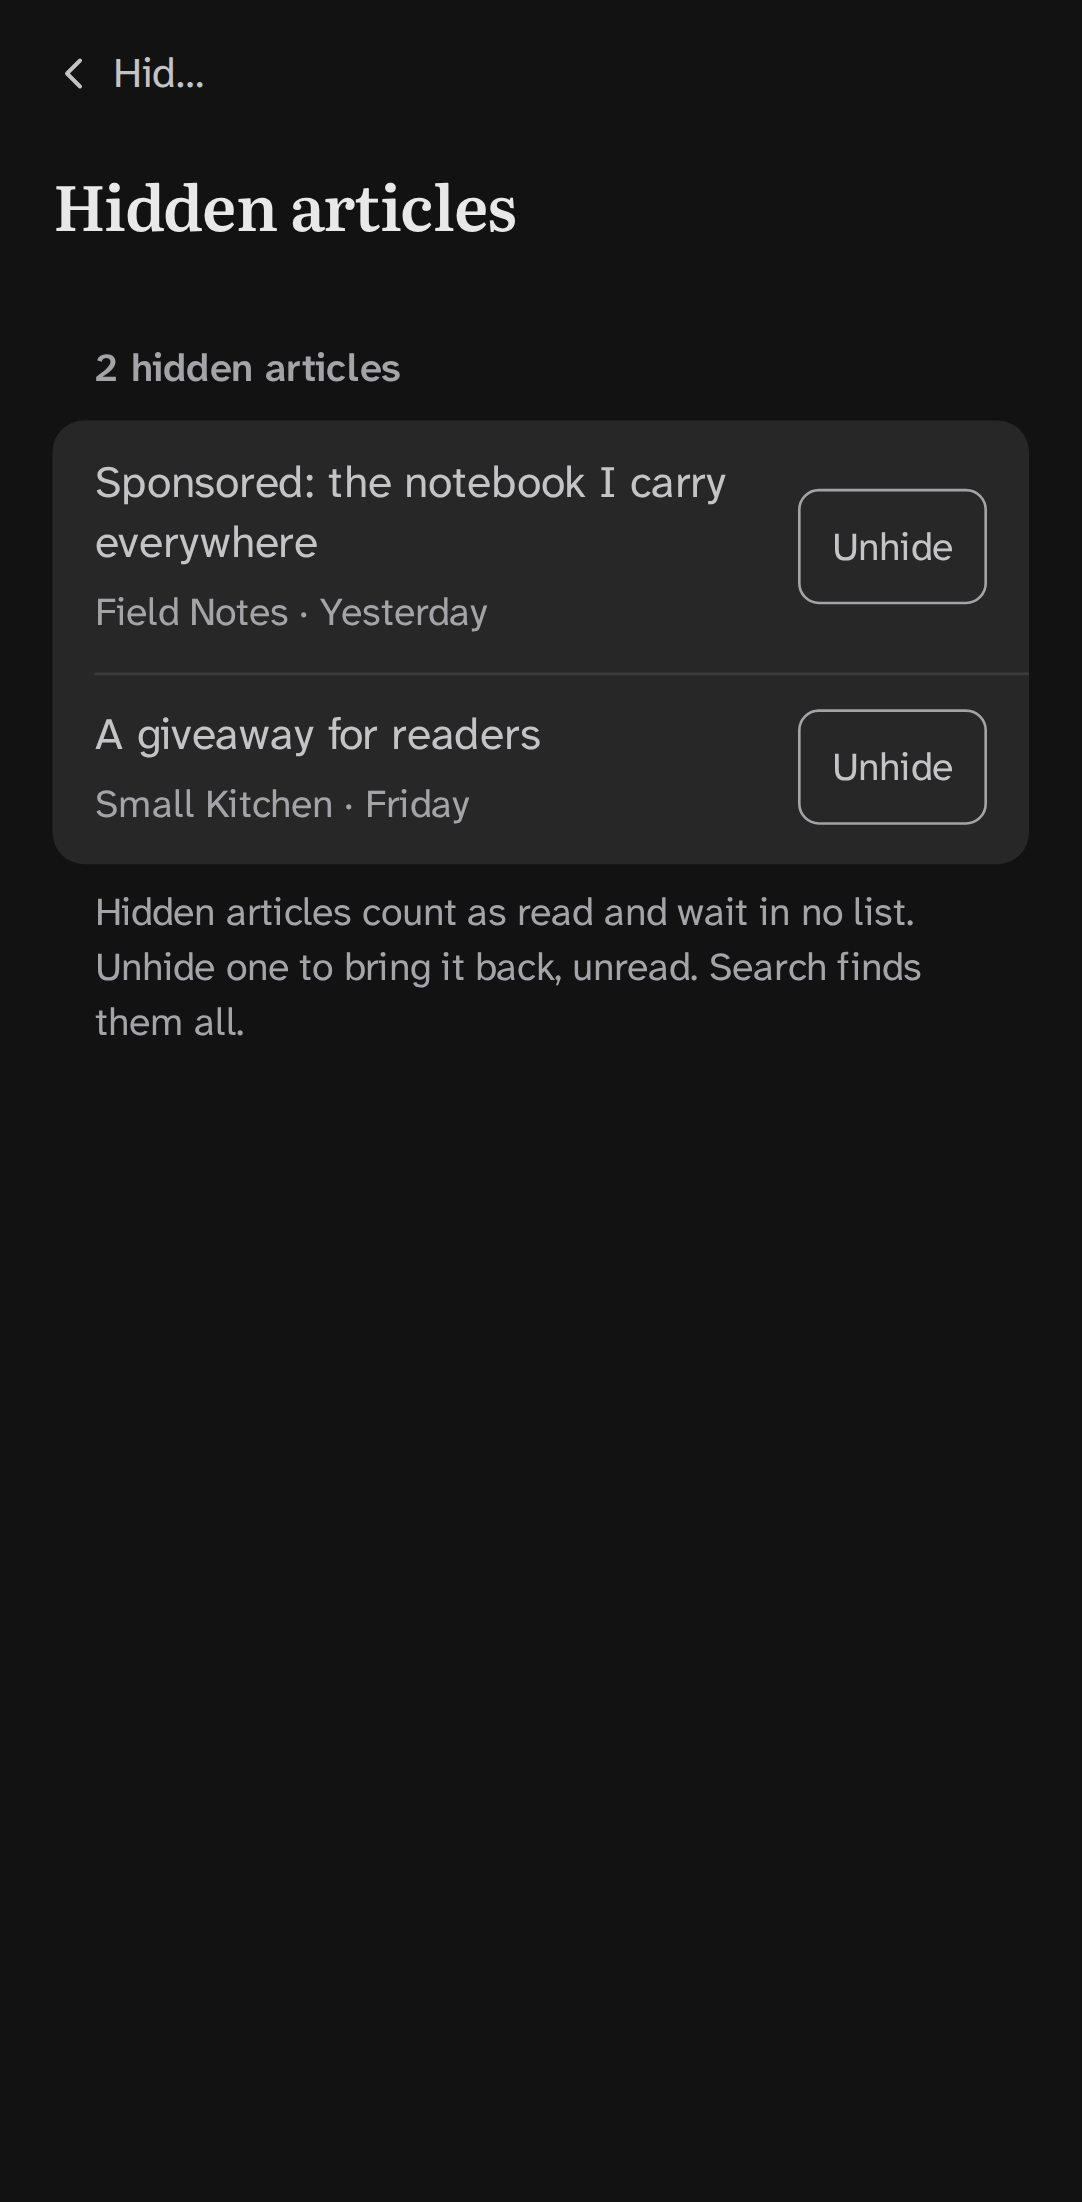 Hid...
Hidden articles
2 hidden articles
Sponsored: the notebook I carry
everywhere
Unhide
Field Notes · Yesterday
A giveaway for readers
Unhide
Small Kitchen · Friday
Hidden articles count as read and wait in no list.
Unhide one to bring it back, unread. Search finds
them all.